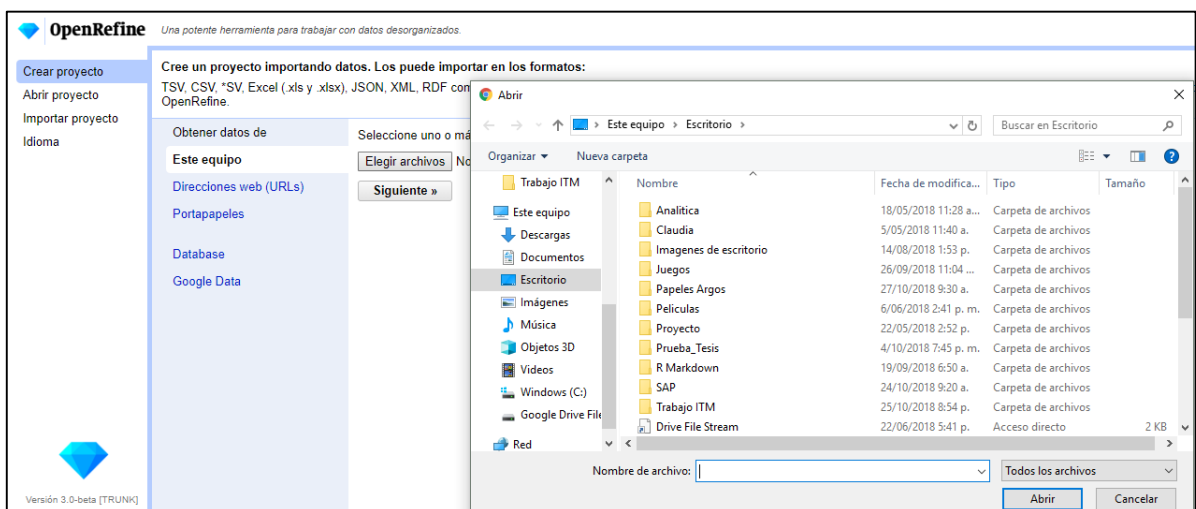 OpenRefine Una potente herramienta para trabajar con datos desorganizados.
Crear proyecto
Abrir proyecto
Importar proyecto
Idioma
Versión 3.0-beta [TRUNK]
Cree un proyecto importando datos. Los puede importar en los formatos:
TSV, CSV, *SV, Excel (.xls y .xlsx), JSON, XML, RDF com
OpenRefine.
Obtener datos de
Este equipo
Direcciones web (URLs)
Portapapeles
Database
Google Data
Seleccione uno o má
Elegir archivos No
Siguiente »
Abrir
Este equipo › Escritorio ›
Buscar en Escritorio
Organizar Nueva carpeta
Trabajo ITM
Este equipo
Descargas
Documentos
Escritorio
Imágenes
Música
Objetos 3D
Videos
Windows (C:)
Google Drive File
Red
Nombre Fecha de modifica... Tipo Tamaño
Analitica 18/05/2018 11:28 a... Carpeta de archivos
Claudia 5/05/2018 11:40 a. Carpeta de archivos
Imagenes de escritorio 14/08/2018 1:53 p. Carpeta de archivos
Juegos 26/09/2018 11:04 ... Carpeta de archivos
Papeles Argos 27/10/2018 9:30 a. Carpeta de archivos
Peliculas 6/06/2018 2:41 p. m. Carpeta de archivos
Proyecto 22/05/2018 2:52 p. Carpeta de archivos
Prueba_Tesis 4/10/2018 7:45 p. m. Carpeta de archivos
R Markdown 19/09/2018 6:50 a. Carpeta de archivos
SAP 24/10/2018 9:20 a. Carpeta de archivos
Trabajo ITM 25/10/2018 8:54 p. Carpeta de archivos
Drive File Stream 22/06/2018 5:41 p. Acceso directo 2 KB
Nombre de archivo: Todos los archivos
Abrir Cancelar